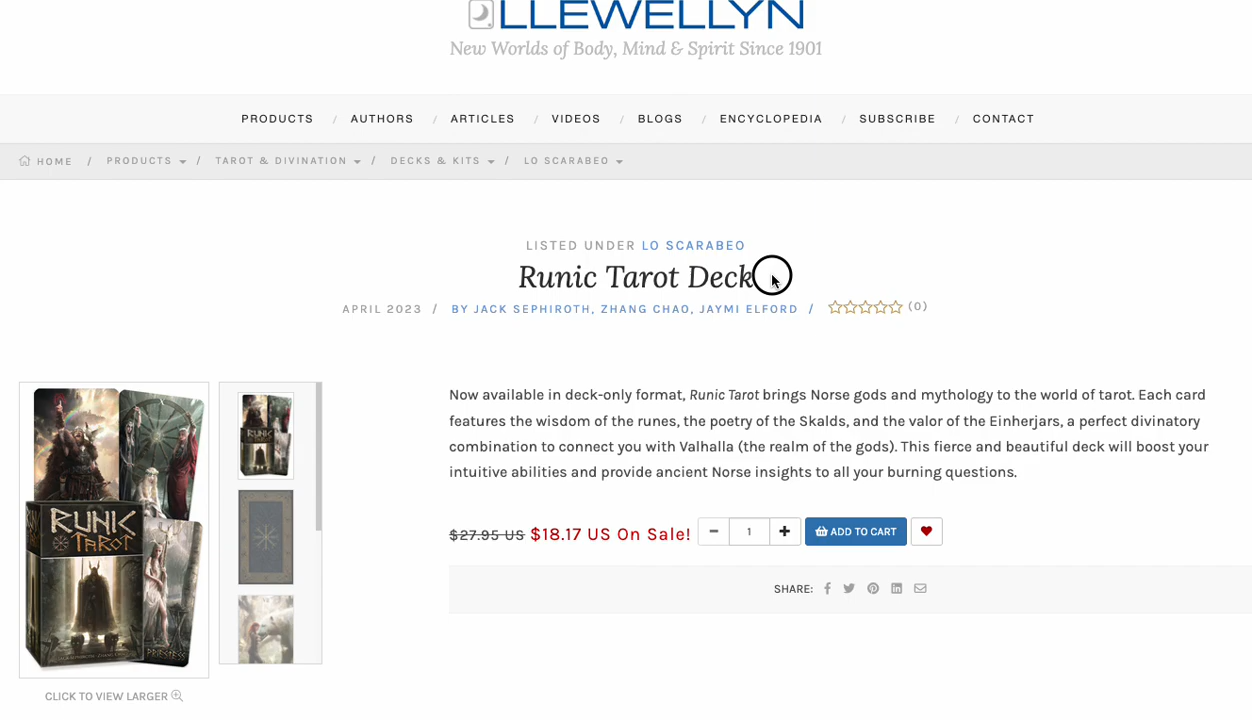 LLEWELLYN
New Worlds of Body, Mind & Spirit Since 1901
PRODUCTS / AUTHORS / ARTICLES / VIDEOS / BLOGS / ENCYCLOPEDIA / SUBSCRIBE / CONTACT
HOME / PRODUCTS / TAROT & DIVINATION / DECKS & KITS / LO SCARABEO
LISTED UNDER LO SCARABEO
Runic Tarot Deck
APRIL 2023 / BY JACK SEPHIROTH, ZHANG CHAO, JAYMI ELFORD / (0)
Now available in deck-only format, Runic Tarot brings Norse gods and mythology to the world of tarot. Each card
features the wisdom of the runes, the poetry of the Skalds, and the valor of the Einherjars, a perfect divinatory
combination to connect you with Valhalla (the realm of the gods). This fierce and beautiful deck will boost your
intuitive abilities and provide ancient Norse insights to all your burning questions.
$27.95 US $18.17 US On Sale! - 1 + ADD TO CART
SHARE:
RUNIC
TAROT
PRIESTESS
RUNIC
TAROT
CLICK TO VIEW LARGER